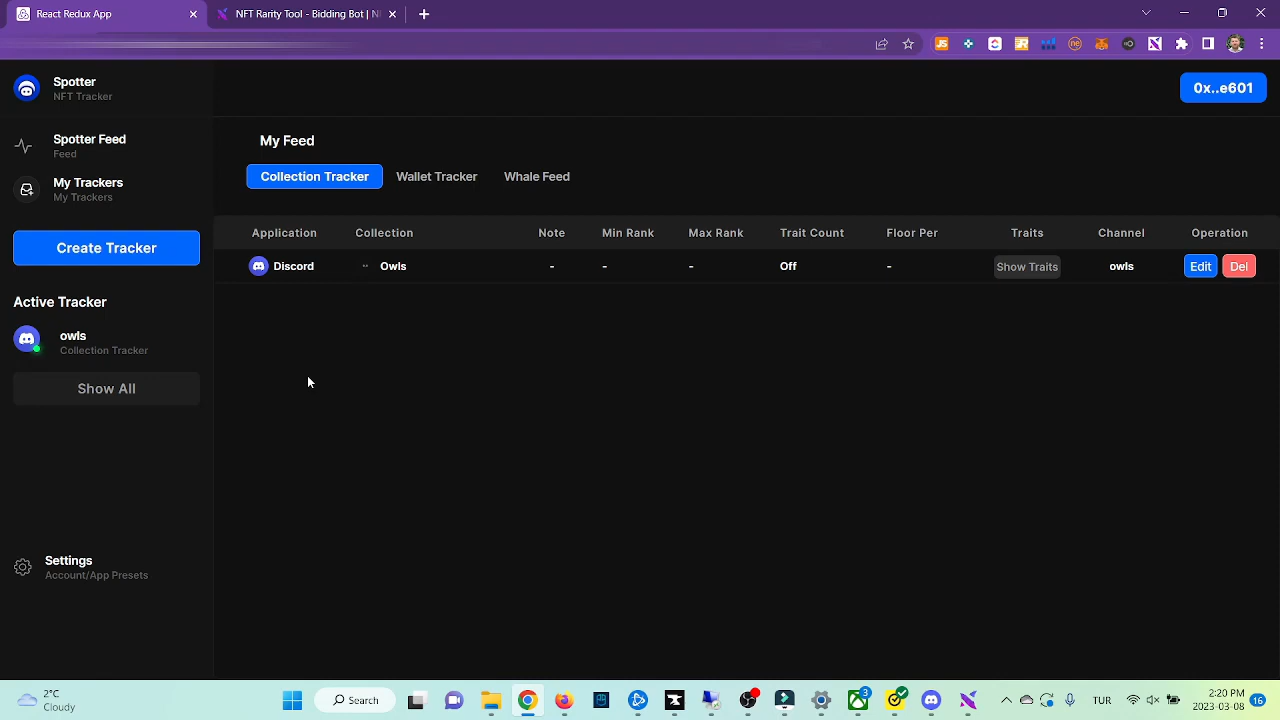 React Redux App
NFT Rarity Tool - Bidding Bot | N
Spotter
NFT Tracker
0x..e601
Spotter Feed
Feed
My Trackers
My Trackers
Create Tracker
Active Tracker
owls
Collection Tracker
Show All
Settings
Account/App Presets
My Feed
Collection Tracker Wallet Tracker Whale Feed
Application Collection Note Min Rank Max Rank Trait Count Floor Per Traits Channel Operation
Discord Owls - - - Off - Show Traits owls Edit Del
2°C
Cloudy
Search
3
TUR
2:20 PM
2023-03-08
16